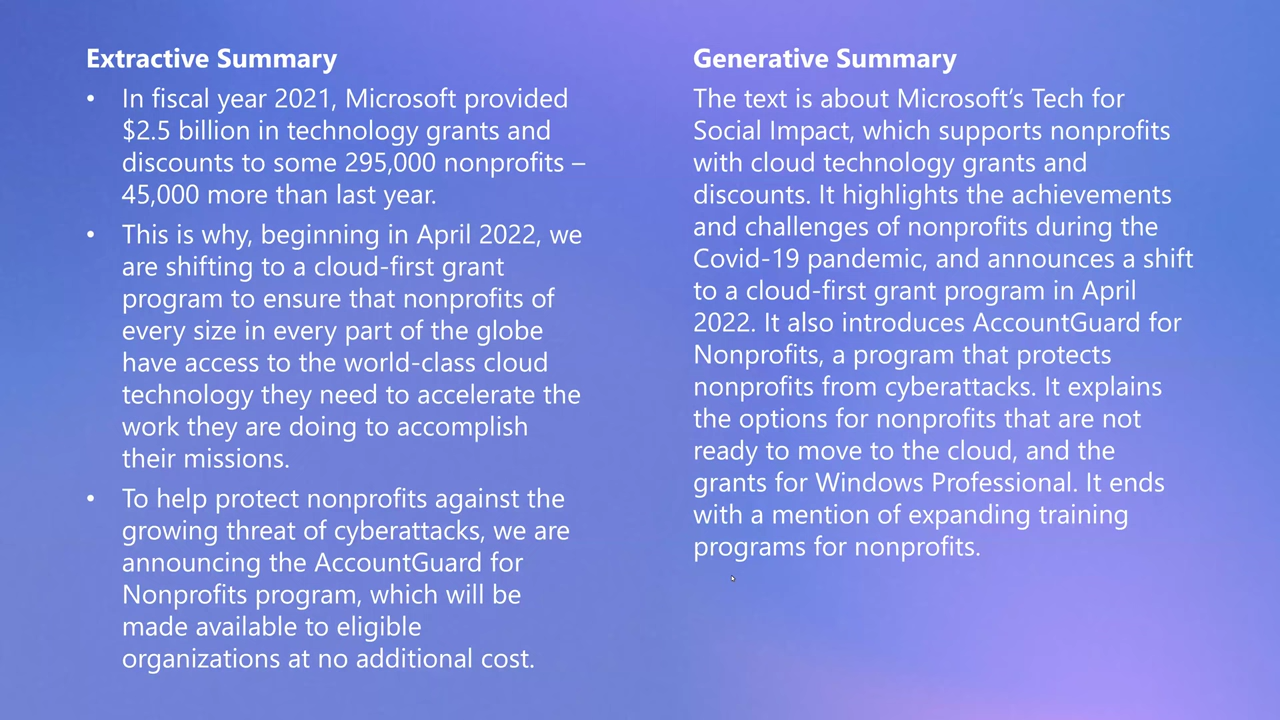 Extractive Summary
• In fiscal year 2021, Microsoft provided
$2.5 billion in technology grants and
discounts to some 295,000 nonprofits –
45,000 more than last year.
• This is why, beginning in April 2022, we
are shifting to a cloud-first grant
program to ensure that nonprofits of
every size in every part of the globe
have access to the world-class cloud
technology they need to accelerate the
work they are doing to accomplish
their missions.
• To help protect nonprofits against the
growing threat of cyberattacks, we are
announcing the AccountGuard for
Nonprofits program, which will be
made available to eligible
organizations at no additional cost.
Generative Summary
The text is about Microsoft’s Tech for
Social Impact, which supports nonprofits
with cloud technology grants and
discounts. It highlights the achievements
and challenges of nonprofits during the
Covid-19 pandemic, and announces a shift
to a cloud-first grant program in April
2022. It also introduces AccountGuard for
Nonprofits, a program that protects
nonprofits from cyberattacks. It explains
the options for nonprofits that are not
ready to move to the cloud, and the
grants for Windows Professional. It ends
with a mention of expanding training
programs for nonprofits.